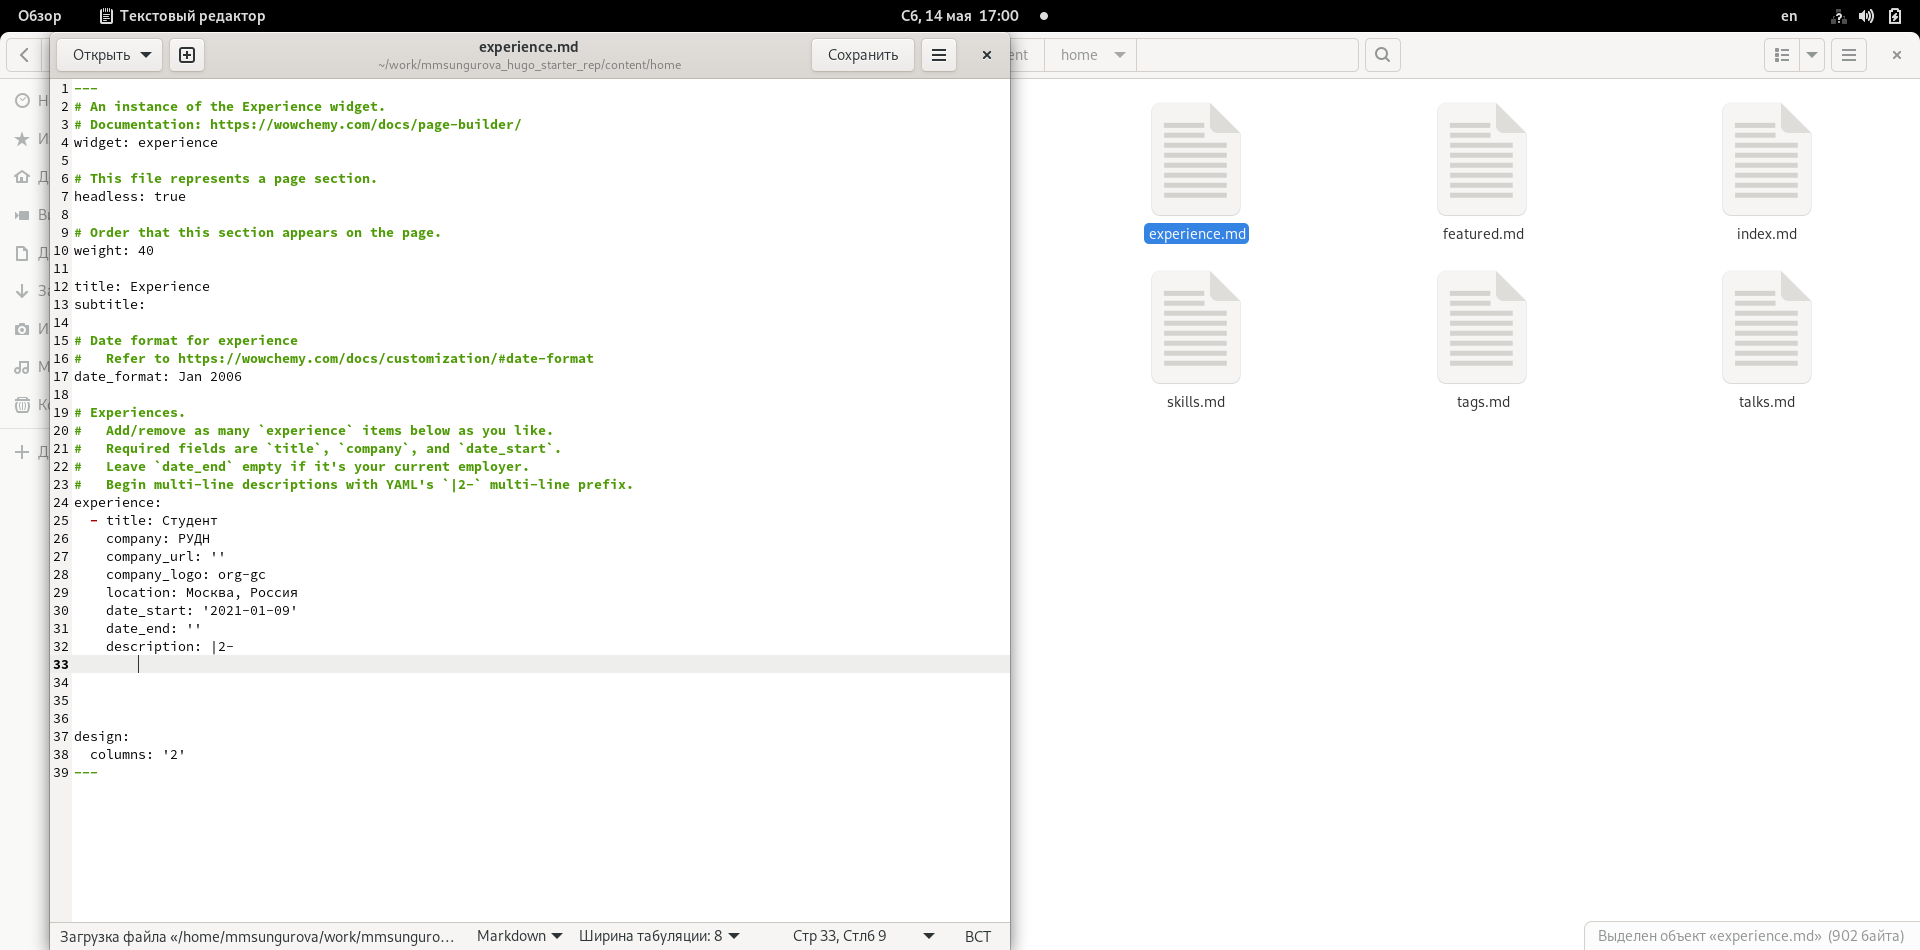 Обзор Текстовый редактор Сб, 14 мая 17:00 en
Открыть experience.md Сохранить
~/work/mmsungurova_hugo_starter_rep/content/home
home
1 ---
2 # An instance of the Experience widget.
3 # Documentation: https://wowchemy.com/docs/page-builder/
4 widget: experience
5
6 # This file represents a page section.
7 headless: true
8
9 # Order that this section appears on the page.
10 weight: 40
11
12 title: Experience
13 subtitle:
14
15 # Date format for experience
16 #   Refer to https://wowchemy.com/docs/customization/#date-format
17 date_format: Jan 2006
18
19 # Experiences.
20 #   Add/remove as many `experience` items below as you like.
21 #   Required fields are `title`, `company`, and `date_start`.
22 #   Leave `date_end` empty if it's your current employer.
23 #   Begin multi-line descriptions with YAML's `|2-` multi-line prefix.
24 experience:
25   - title: Студент
26     company: РУДН
27     company_url: ''
28     company_logo: org-gc
29     location: Москва, Россия
30     date_start: '2021-01-09'
31     date_end: ''
32     description: |2-
33
34
35
36
37 design:
38   columns: '2'
39 ---
experience.md featured.md index.md
skills.md tags.md talks.md
Загрузка файла «/home/mmsungurova/work/mmsunguro… Markdown Ширина табуляции: 8 Стр 33, Стлб 9 ВСТ
Выделен объект «experience.md» (902 байта)